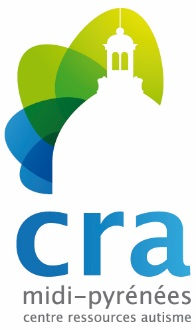 cra
midi-pyrénées
centre ressources autisme